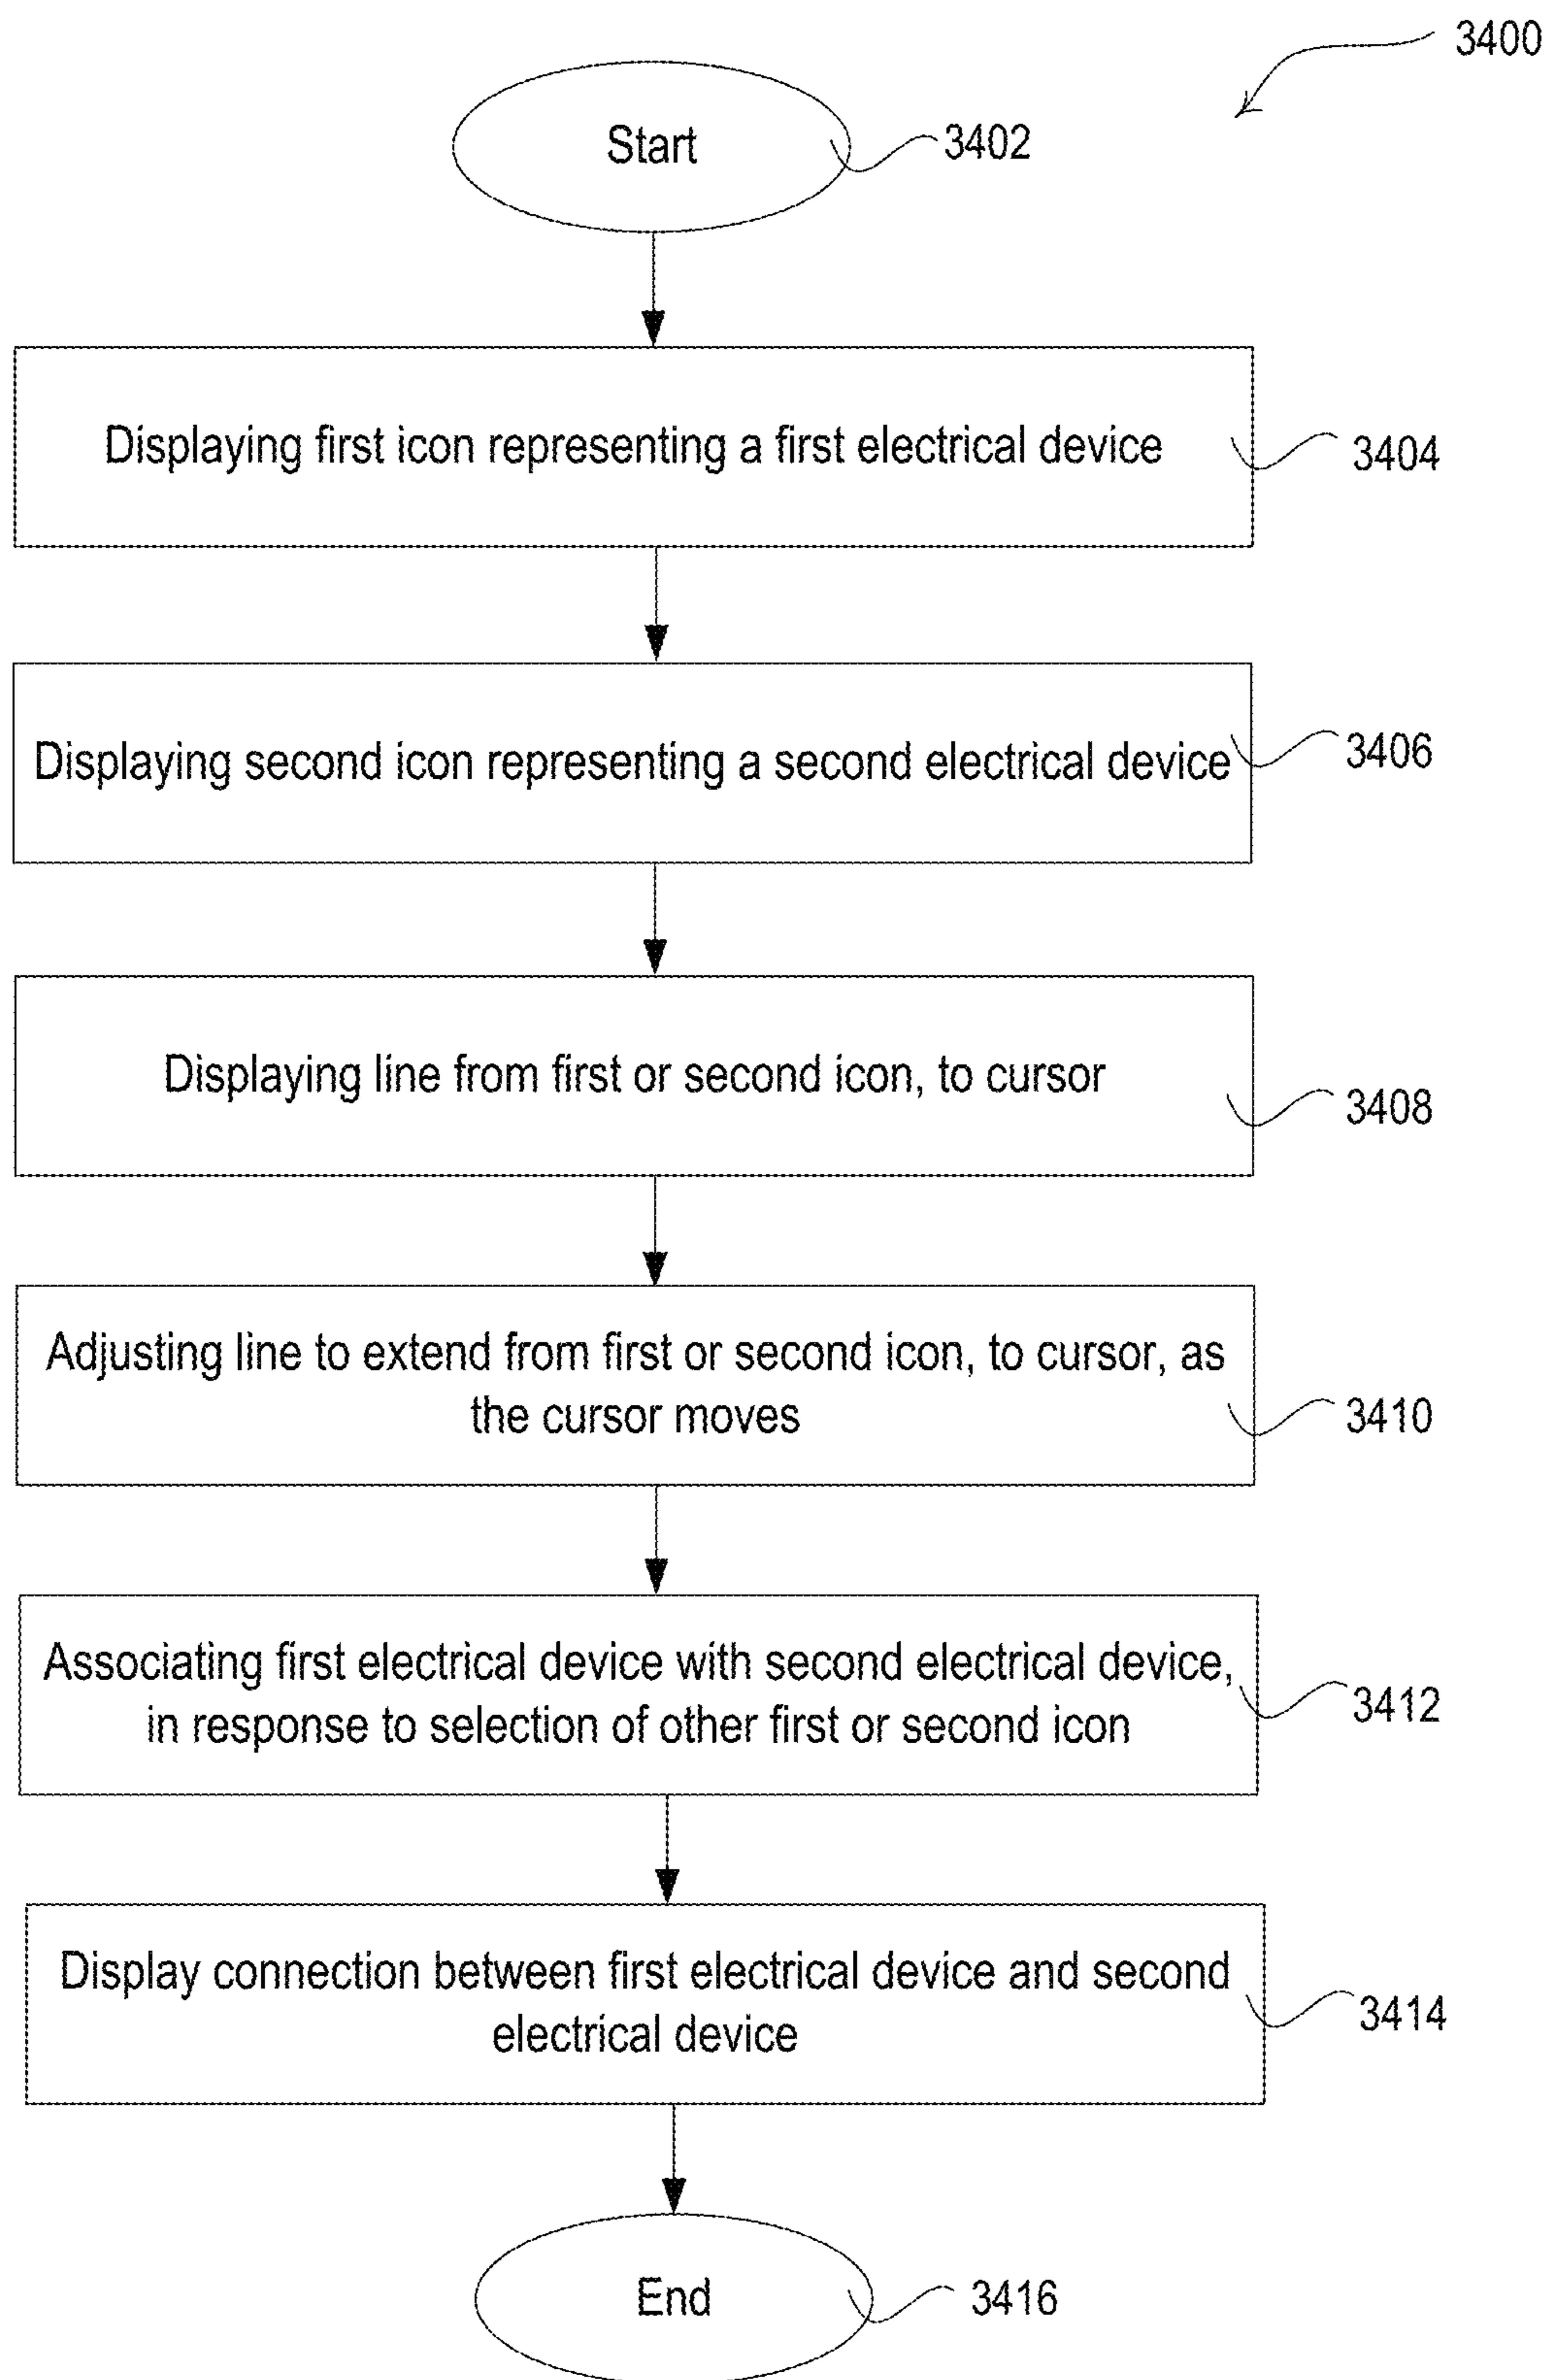 3400
Start
3402
Displaying first icon representing a first electrical device
3404
Displaying second icon representing a second electrical device
3406
Displaying line from first or second icon, to cursor
3408
Adjusting line to extend from first or second icon, to cursor, as
the cursor moves
3410
Associating first electrical device with second electrical device,
in response to selection of other first or second icon
3412
Display connection between first electrical device and second
electrical device
3414
End
3416